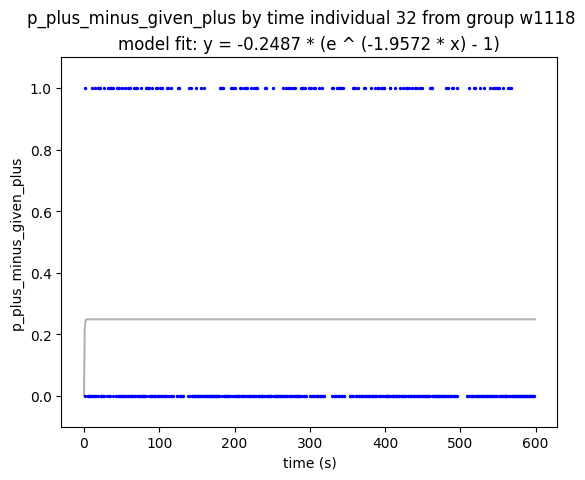 p_plus_minus_given_plus by time individual 32 from group w1118
model fit: y = -0.2487 * (e ^ (-1.9572 * x) - 1)
1.0
0.8
0.6
0.4
0.2
0.0
p_plus_minus_given_plus
0 100 200 300 400 500 600
time (s)